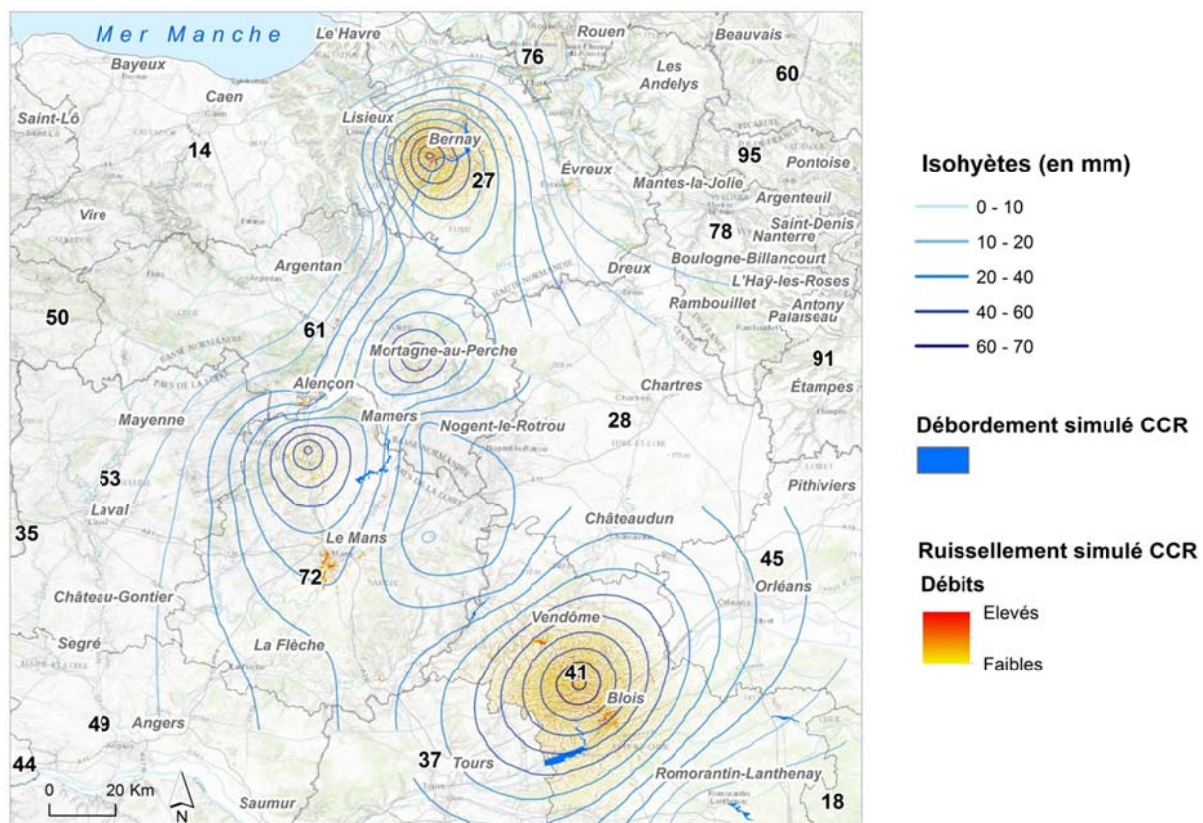 Mer Manche
Le Havre
Rouen
Beauvais
Bayeux
76
60
Les
Andelys
Caen
Saint-Lô
Lisieux
Bernay
14
95
Pontoise
Évreux
27
Mantes-la-Jolie
Argenteuil
Vire
78
Saint-Denis
Nanterre
Boulogne-Billancourt
Argentan
Dreux
L'Haÿ-les-Roses
50
61
Rambouillet
Antony
Palaiseau
Mortagne-au-Perche
91
Alençon
Chartres
Étampes
Mayenne
Mamers
28
Nogent-le-Rotrou
53
Pithiviers
Laval
Châteaudun
35
Le Mans
45
72
Orléans
Château-Gontier
Vendôme
Segré
La Flèche
41
Blois
49
Angers
37
Tours
44
Romorantin-Lanthenay
Saumur
18
0 20 Km
N
Isohyètes (en mm)
0 - 10
10 - 20
20 - 40
40 - 60
60 - 70
Débordement simulé CCR
Ruissellement simulé CCR
Débits
Elevés
Faibles